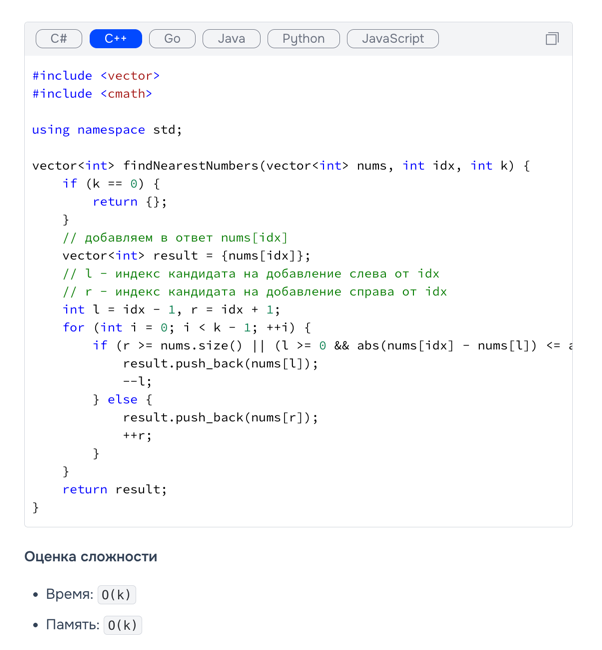 C# C++ Go Java Python JavaScript
#include <vector>
#include <cmath>
using namespace std;
vector<int> findNearestNumbers(vector<int> nums, int idx, int k) {
    if (k == 0) {
        return {};
    }
    // добавляем в ответ nums[idx]
    vector<int> result = {nums[idx]};
    // l - индекс кандидата на добавление слева от idx
    // r - индекс кандидата на добавление справа от idx
    int l = idx - 1, r = idx + 1;
    for (int i = 0; i < k - 1; ++i) {
        if (r >= nums.size() || (l >= 0 && abs(nums[idx] - nums[l]) <=
            result.push_back(nums[l]);
            --l;
        } else {
            result.push_back(nums[r]);
            ++r;
        }
    }
    return result;
}
Оценка сложности
• Время: O(k)
• Память: O(k)